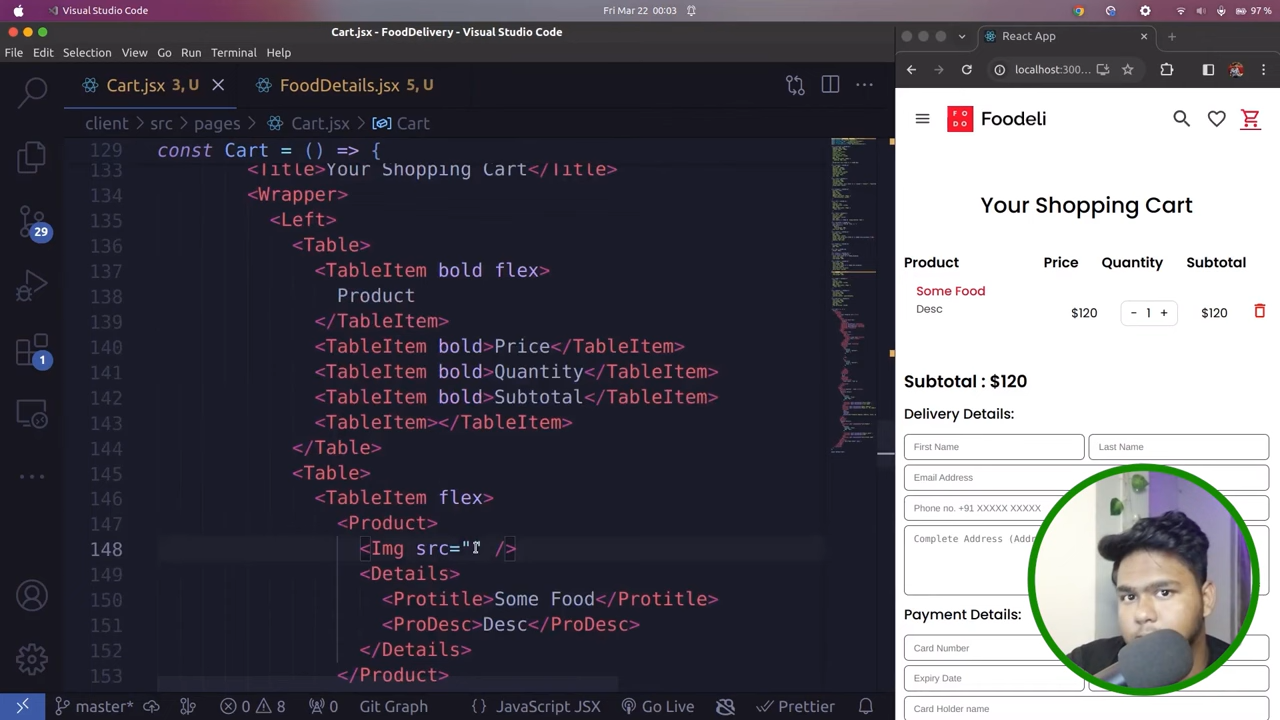 Visual Studio Code
Fri Mar 22 00:03
97 %
Cart.jsx - FoodDelivery - Visual Studio Code
File Edit Selection View Go Run Terminal Help
Cart.jsx 3, U
FoodDetails.jsx 5, U
client > src > pages > Cart.jsx > Cart
129 const Cart = () => {
133 <Title>Your Shopping Cart</Title>
134 <Wrapper>
135 <Left>
136 <Table>
137 <TableItem bold flex>
138 Product
139 </TableItem>
140 <TableItem bold>Price</TableItem>
141 <TableItem bold>Quantity</TableItem>
142 <TableItem bold>Subtotal</TableItem>
143 <TableItem></TableItem>
144 </Table>
145 <Table>
146 <TableItem flex>
147 <Product>
148 <Img src="" />
149 <Details>
150 <Protitle>Some Food</Protitle>
151 <ProDesc>Desc</ProDesc>
152 </Details>
153 </Product>
29
1
master*
0 8
0
Git Graph
{} JavaScript JSX
Go Live
Prettier
React App
localhost:300...
FO
DO
Foodeli
Your Shopping Cart
Product Price Quantity Subtotal
Some Food
Desc
$120 - 1 + $120
Subtotal : $120
Delivery Details:
First Name
Last Name
Email Address
Phone no. +91 XXXXX XXXXX
Complete Address (Addr
Payment Details:
Card Number
Expiry Date
Card Holder name